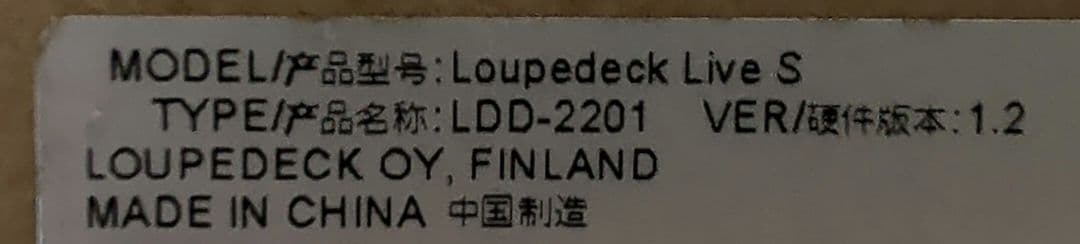 MODEL/产品型号:Loupedeck Live S
TYPE/产品名称:LDD-2201 VER/硬件版本:1.2
LOUPEDECK OY, FINLAND
MADE IN CHINA 中国制造